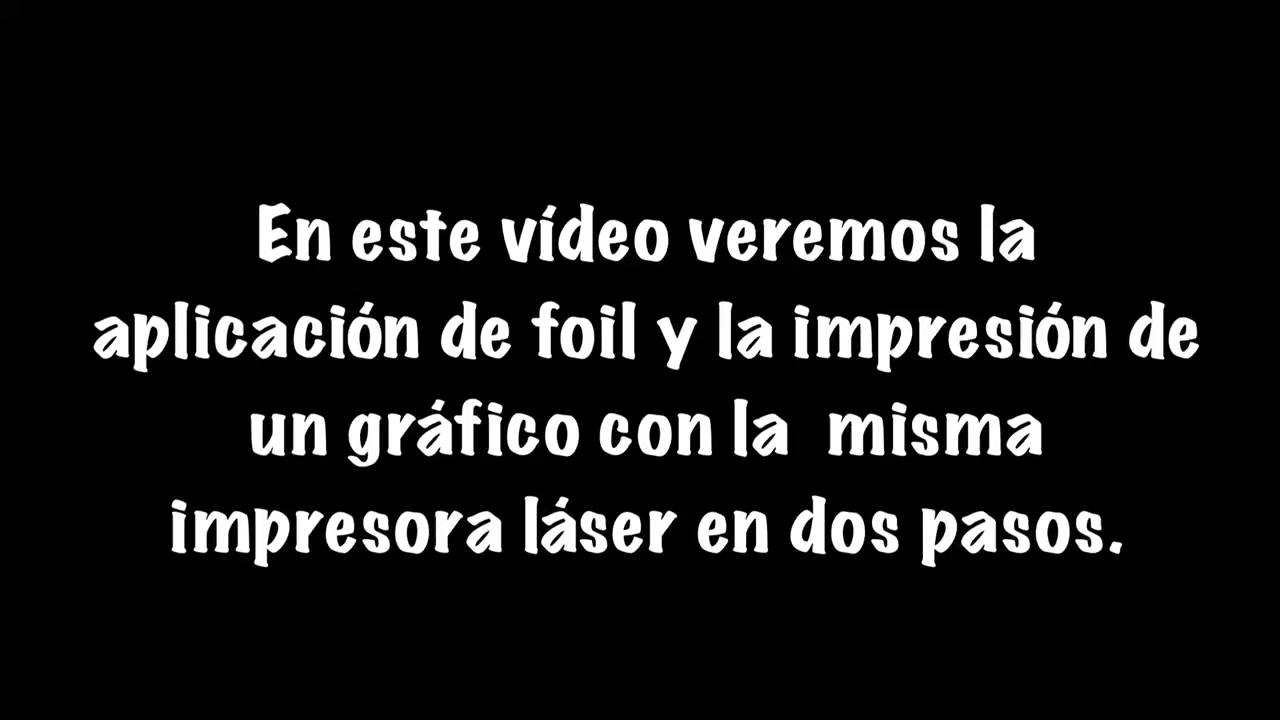 En este vídeo veremos la
aplicación de foil y la impresión de
un gráfico con la  misma
impresora láser en dos pasos.